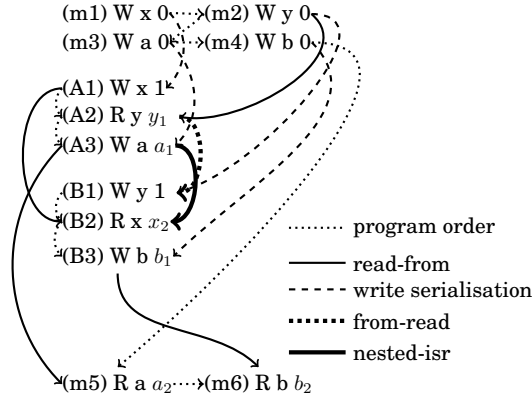 (m1) W x 0 (m2) W y 0
(m3) W a 0 (m4) W b 0
(A1) W x 1
(A2) R y y₁
(A3) W a a₁
(B1) W y 1
(B2) R x x₂
(B3) W b b₁
program order
read-from
write serialisation
from-read
nested-isr
(m5) R a a₂ (m6) R b b₂